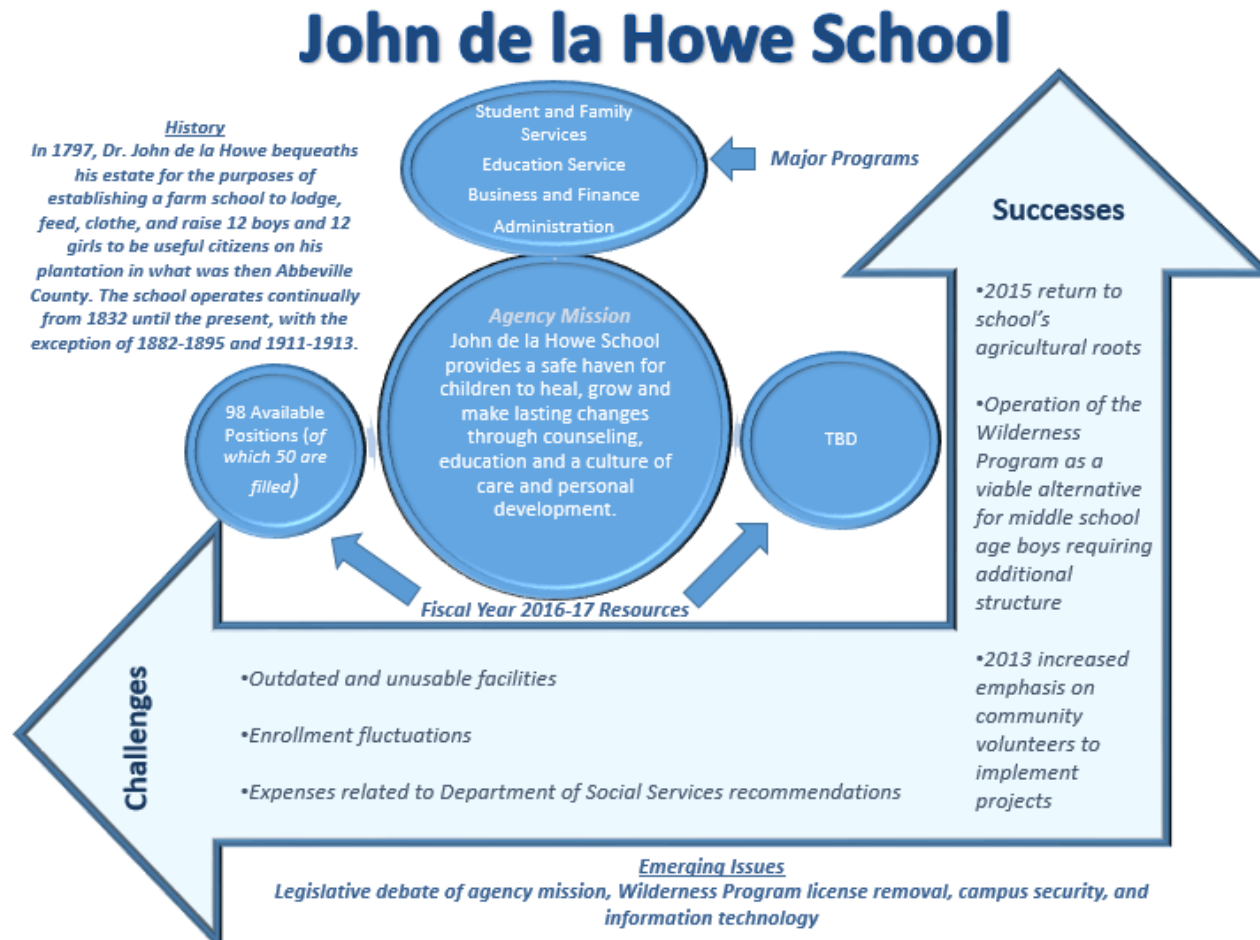 John de la Howe School
History
In 1797, Dr. John de la Howe bequeaths
his estate for the purposes of
establishing a farm school to lodge,
feed, clothe, and raise 12 boys and 12
girls to be useful citizens on his
plantation in what was then Abbeville
County. The school operates continually
from 1832 until the present, with the
exception of 1882-1895 and 1911-1913.
Student and Family
Services
Education Service
Business and Finance
Administration
Major Programs
Agency Mission
John de la Howe School
provides a safe haven for
children to heal, grow and
make lasting changes
through counseling,
education and a culture of
care and personal
development.
98 Available
Positions (of
which 50 are
filled)
TBD
Fiscal Year 2016-17 Resources
Successes
•2015 return to
school's
agricultural roots
•Operation of the
Wilderness
Program as a
viable alternative
for middle school
age boys requiring
additional
structure
•2013 increased
emphasis on
community
volunteers to
implement
projects
Challenges
•Outdated and unusable facilities
•Enrollment fluctuations
•Expenses related to Department of Social Services recommendations
Emerging Issues
Legislative debate of agency mission, Wilderness Program license removal, campus security, and
information technology